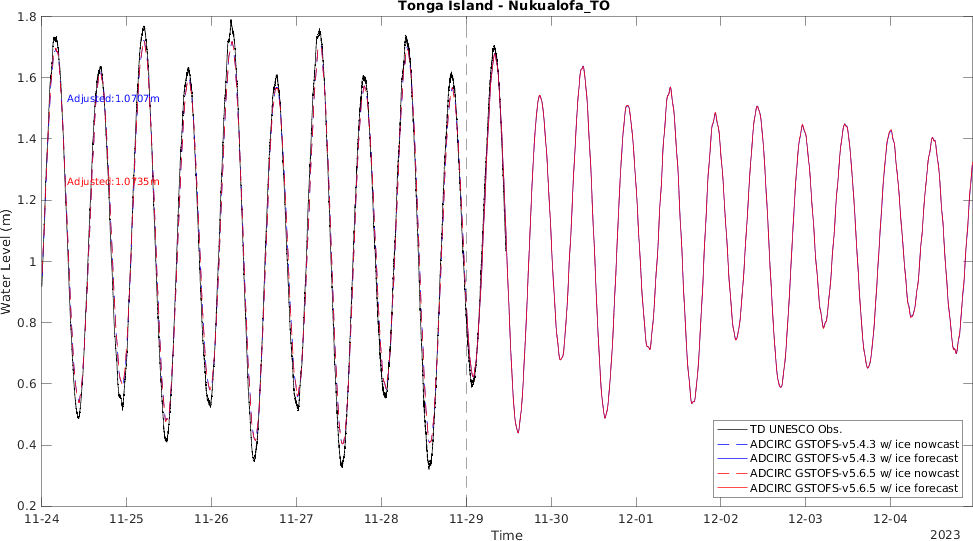 Tonga Island - Nukualofa_TO
1.8
1.6
1.4
1.2
1
0.8
0.6
0.4
0.2
Water Level (m)
Adjusted:1.0707m
Adjusted:1.0735m
TD UNESCO Obs.
ADCIRC GSTOFS-v5.4.3 w/ ice nowcast
ADCIRC GSTOFS-v5.4.3 w/ ice forecast
ADCIRC GSTOFS-v5.6.5 w/ ice nowcast
ADCIRC GSTOFS-v5.6.5 w/ ice forecast
11-24 11-25 11-26 11-27 11-28 11-29 11-30 12-01 12-02 12-03 12-04
Time
2023